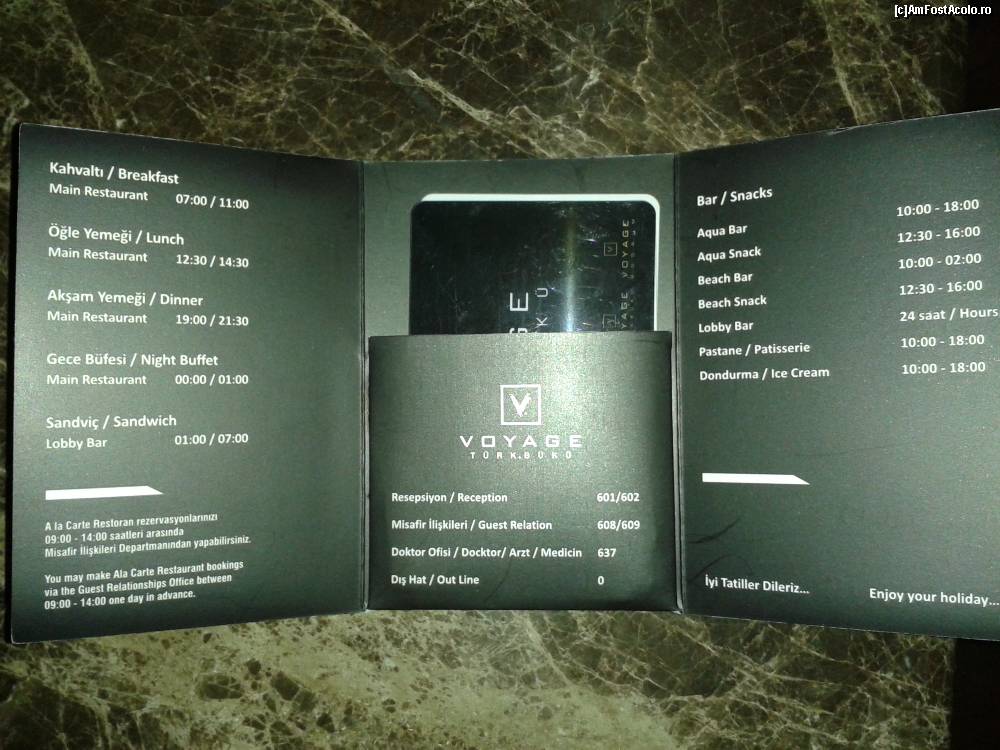 [c]AmFostAcolo.ro
Kahvaltı / Breakfast
Main Restaurant 07:00 / 11:00
Öğle Yemeği / Lunch
Main Restaurant 12:30 / 14:30
Akşam Yemeği / Dinner
Main Restaurant 19:00 / 21:30
Gece Büfesi / Night Buffet
Main Restaurant 00:00 / 01:00
Sandviç / Sandwich
Lobby Bar 01:00 / 07:00
A la Carte Restoran rezervasyonlarınızı
09:00 - 14:00 saatleri arasında
Misafir İlişkileri Departmanından yapabilirsiniz.
You may make Ala Carte Restaurant bookings
via the Guest Relationships Office between
09:00 - 14:00 one day in advance.
VOYAGE
VOYAGE
TÜRKBÜKÜ
Resepsiyon / Reception 601/602
Misafir İlişkileri / Guest Relation 608/609
Doktor Ofisi / Docktor/ Arzt / Medicin 637
Dış Hat / Out Line 0
Bar / Snacks
Aqua Bar 10:00 - 18:00
Aqua Snack 12:30 - 16:00
Beach Bar 10:00 - 02:00
Beach Snack 12:30 - 16:00
Lobby Bar 24 saat / Hours
Pastane / Patisserie 10:00 - 18:00
Dondurma / Ice Cream 10:00 - 18:00
İyi Tatiller Dileriz...
Enjoy your holiday...